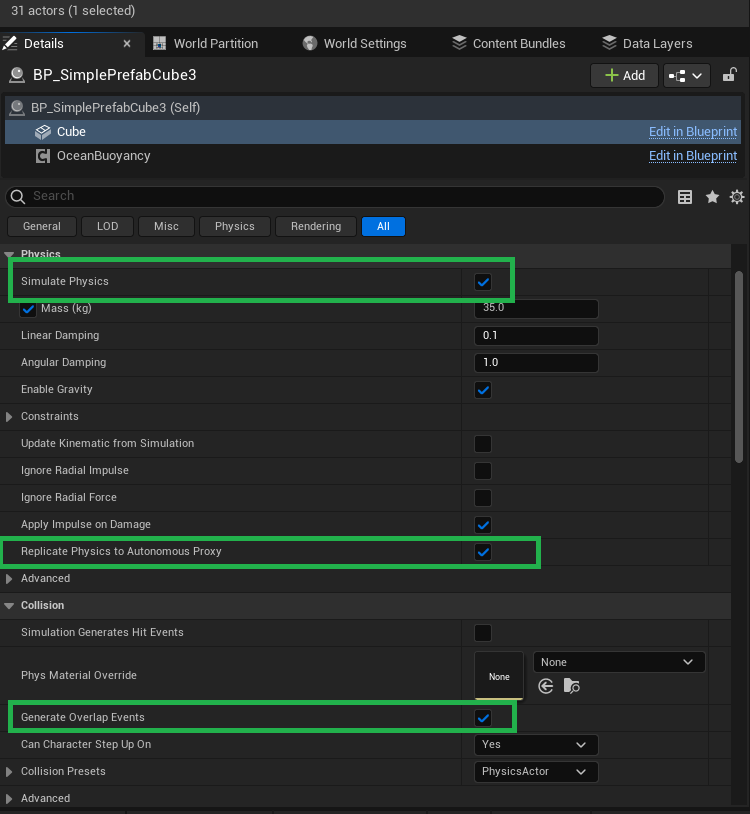 31 actors (1 selected)
Details × World Partition World Settings Content Bundles Data Layers
BP_SimplePrefabCube3 + Add
BP_SimplePrefabCube3 (Self)
Cube Edit in Blueprint
OceanBuoyancy Edit in Blueprint
Search
General LOD Misc Physics Rendering All
Physics
Simulate Physics
Mass (kg) 35.0
Linear Damping 0.1
Angular Damping 1.0
Enable Gravity
Constraints
Update Kinematic from Simulation
Ignore Radial Impulse
Ignore Radial Force
Apply Impulse on Damage
Replicate Physics to Autonomous Proxy
Advanced
Collision
Simulation Generates Hit Events
Phys Material Override None None
Generate Overlap Events
Can Character Step Up On Yes
Collision Presets PhysicsActor
Advanced